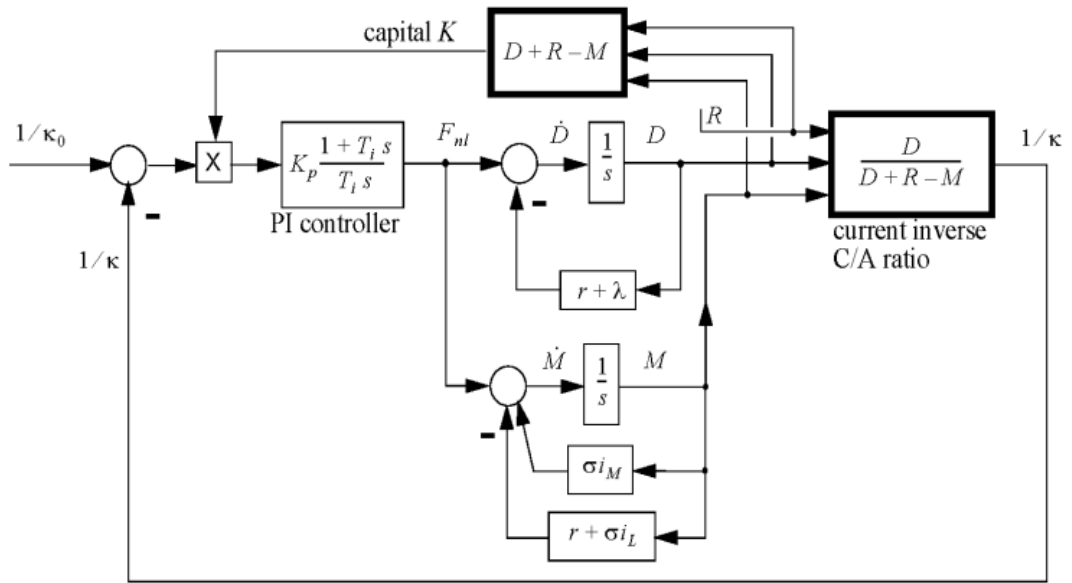 capital K
D + R – M
R
1/κ₀
X
K_p (1 + T_i s)/(T_i s)
PI controller
F_nl
Ḋ
1/s
D
D/(D + R – M)
1/κ
current inverse
C/A ratio
-
-
1/κ
r + λ
Ṁ
1/s
M
-
σi_M
r + σi_L